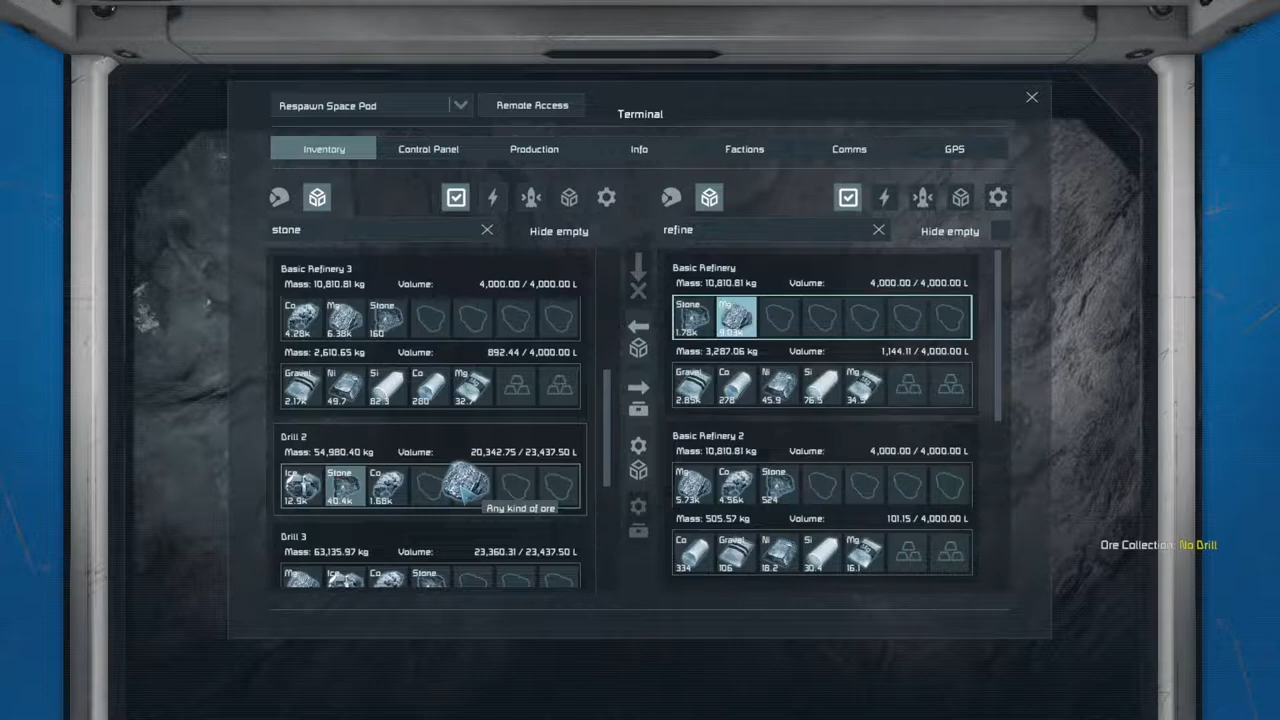 Respawn Space Pod
Remote Access
Terminal
Inventory
Control Panel
Production
Info
Factions
Comms
GPS
stone
Hide empty
refine
Hide empty
Basic Refinery 3
Mass: 10,810.81 kg Volume: 4,000.00 / 4,000.00 L
Co Mg Stone
4.28k 6.38k 160
Mass: 2,610.65 kg Volume: 892.44 / 4,000.00 L
Gravel Ni Si Co Mg
2.17k 49.7 82.3 280 32.7
Drill 2
Mass: 54,980.40 kg Volume: 20,342.75 / 23,437.50 L
Ice Stone Co
12.9k 40.4k 1.68k
Any kind of ore
Drill 3
Mass: 63,135.97 kg Volume: 23,360.31 / 23,437.50 L
Mg Ice Co Stone
Basic Refinery
Mass: 10,810.81 kg Volume: 4,000.00 / 4,000.00 L
Stone Mg
1.78k 9.03k
Mass: 3,287.06 kg Volume: 1,144.11 / 4,000.00 L
Gravel Co Ni Si Mg
2.85k 278 45.9 76.5 34.5
Basic Refinery 2
Mass: 10,810.81 kg Volume: 4,000.00 / 4,000.00 L
Mg Co Stone
5.73k 4.56k 524
Mass: 505.57 kg Volume: 101.15 / 4,000.00 L
Co Gravel Ni Si Mg
334 106 18.2 30.4 16.1
Ore Collection: No Drill